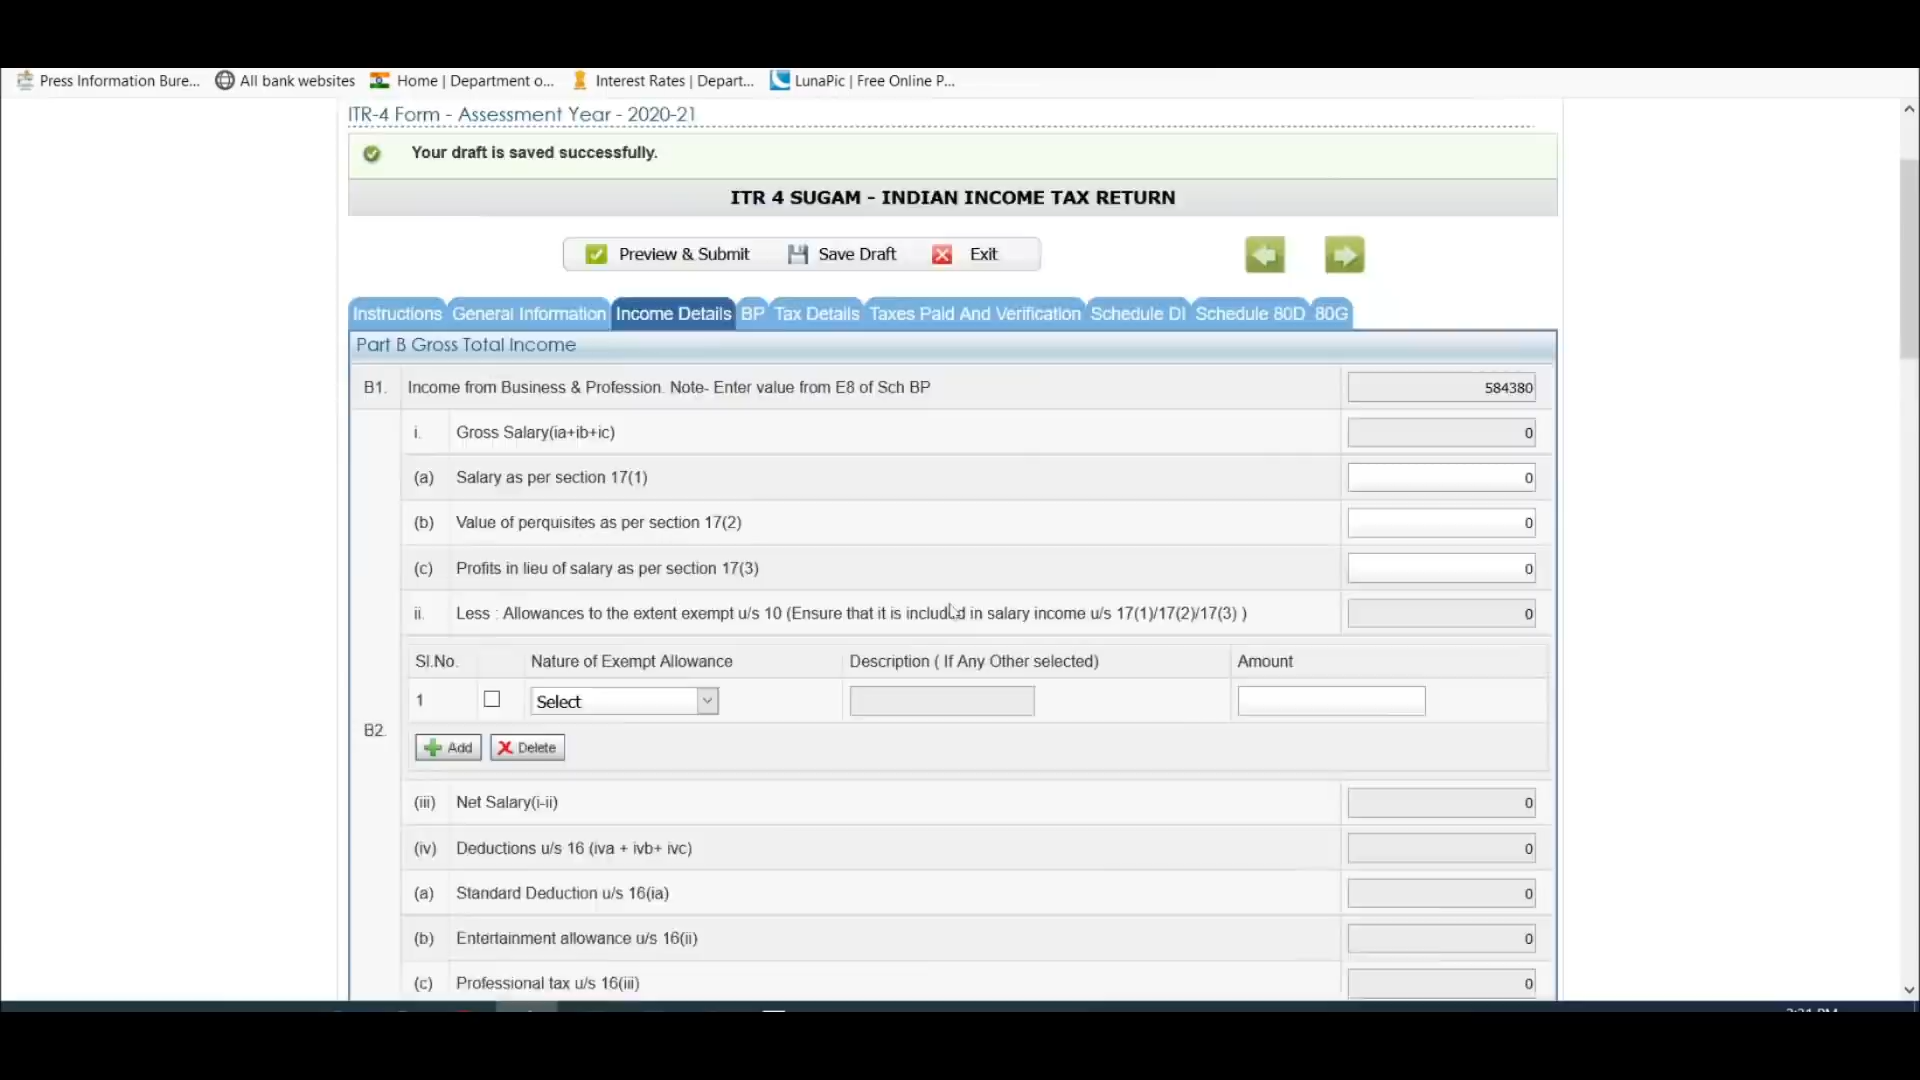 Press Information Bure... All bank websites Home | Department o... Interest Rates | Depart... LunaPic | Free Online P...
ITR-4 Form - Assessment Year - 2020-21
Your draft is saved successfully.
ITR 4 SUGAM - INDIAN INCOME TAX RETURN
Preview & Submit Save Draft Exit
Instructions General Information Income Details BP Tax Details Taxes Paid And Verification Schedule DI Schedule 80D 80G
Part B Gross Total Income
B1. Income from Business & Profession. Note- Enter value from E8 of Sch BP 584380
i. Gross Salary(ia+ib+ic) 0
(a) Salary as per section 17(1) 0
(b) Value of perquisites as per section 17(2) 0
(c) Profits in lieu of salary as per section 17(3) 0
ii. Less : Allowances to the extent exempt u/s 10 (Ensure that it is included in salary income u/s 17(1)/17(2)/17(3) ) 0
Sl.No. Nature of Exempt Allowance Description ( If Any Other selected) Amount
1 Select
B2.
Add Delete
(iii) Net Salary(i-ii) 0
(iv) Deductions u/s 16 (iva + ivb+ ivc) 0
(a) Standard Deduction u/s 16(ia) 0
(b) Entertainment allowance u/s 16(ii) 0
(c) Professional tax u/s 16(iii) 0